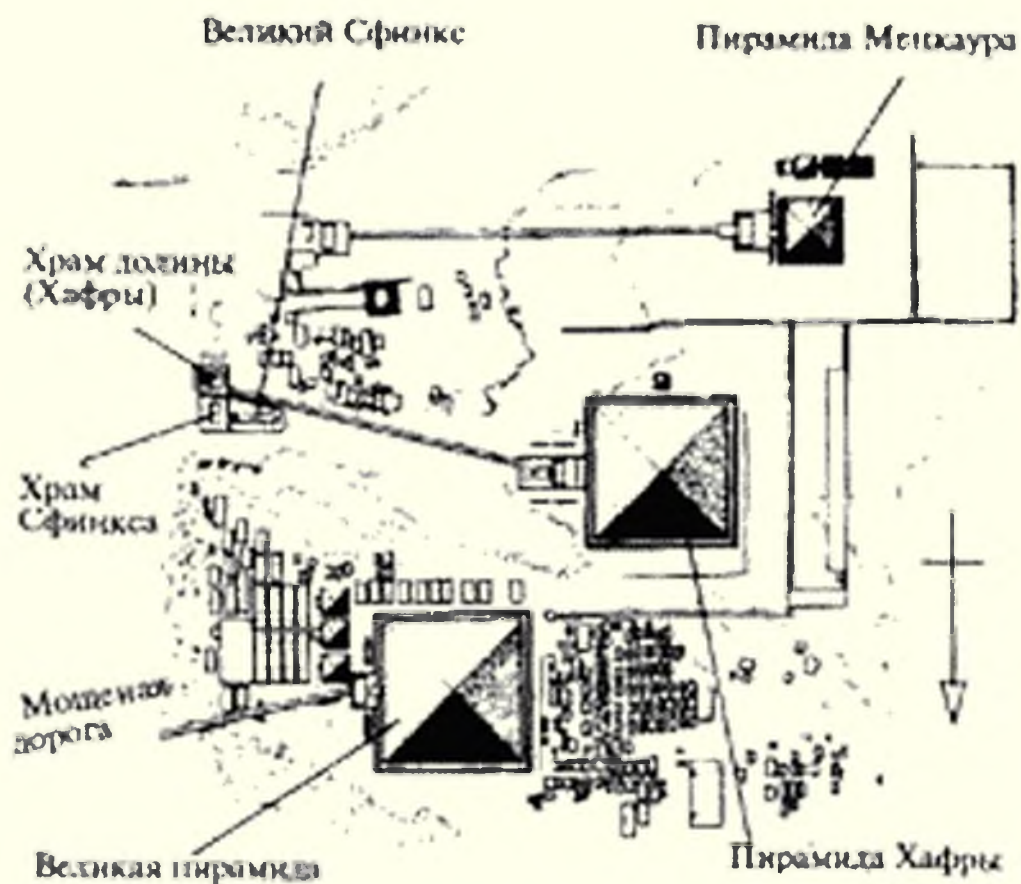 Великий Сфинкс
Пирамида Менкаура
Храм долины
(Хафры)
Храм
Сфинкса
Мощеная
дорога
Великая пирамида
Пирамида Хафры